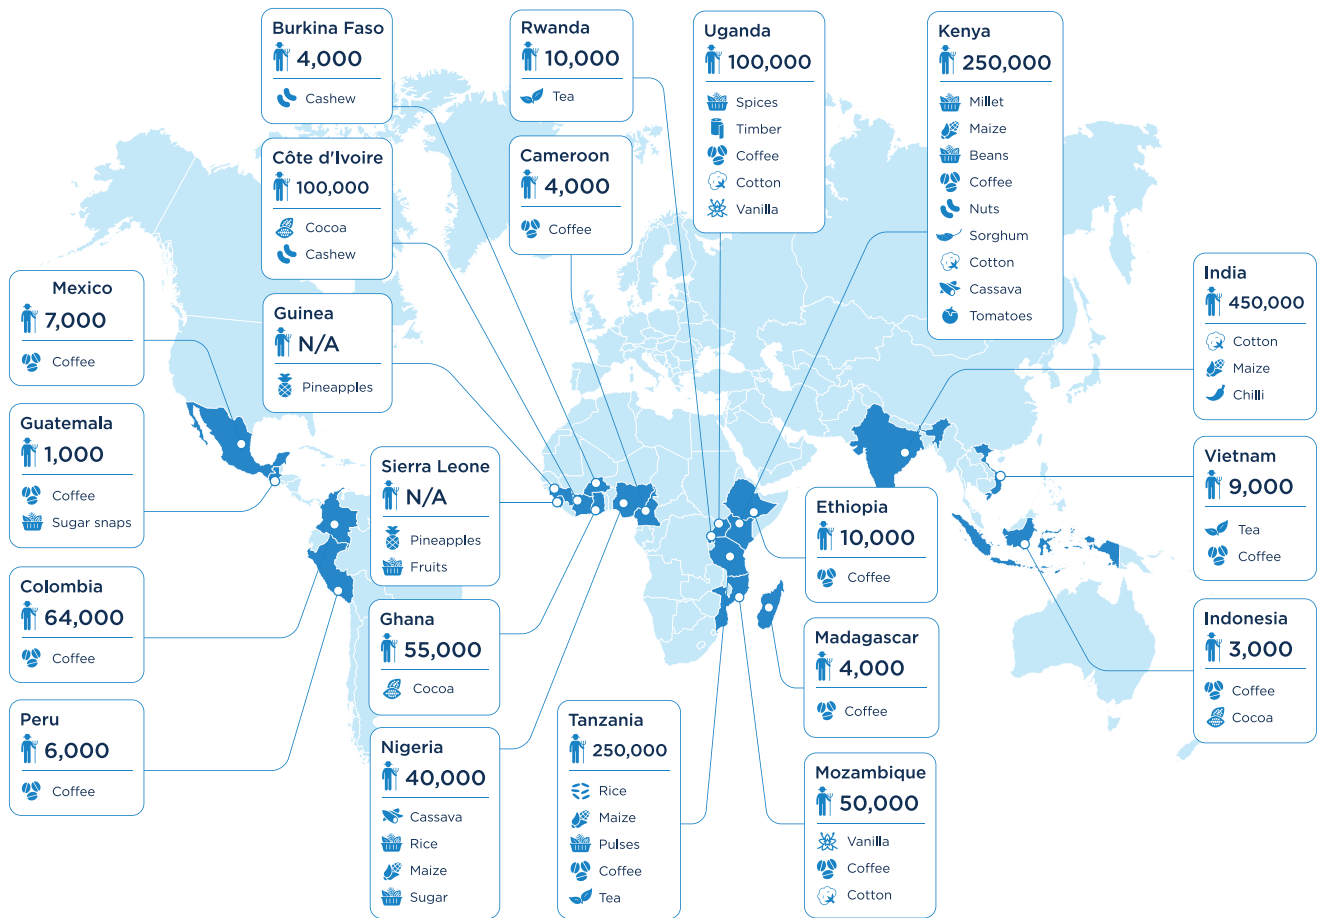 Burkina Faso
4,000
Cashew
Rwanda
10,000
Tea
Uganda
100,000
Spices
Timber
Coffee
Cotton
Vanilla
Kenya
250,000
Millet
Maize
Beans
Coffee
Nuts
Sorghum
Cotton
Cassava
Tomatoes
Côte d'Ivoire
100,000
Cocoa
Cashew
Cameroon
4,000
Coffee
Mexico
7,000
Coffee
Guinea
N/A
Pineapples
India
450,000
Cotton
Maize
Chilli
Guatemala
1,000
Coffee
Sugar snaps
Sierra Leone
N/A
Pineapples
Fruits
Ethiopia
10,000
Coffee
Vietnam
9,000
Tea
Coffee
Colombia
64,000
Coffee
Ghana
55,000
Cocoa
Madagascar
4,000
Coffee
Indonesia
3,000
Coffee
Cocoa
Peru
6,000
Coffee
Nigeria
40,000
Cassava
Rice
Maize
Sugar
Tanzania
250,000
Rice
Maize
Pulses
Coffee
Tea
Mozambique
50,000
Vanilla
Coffee
Cotton